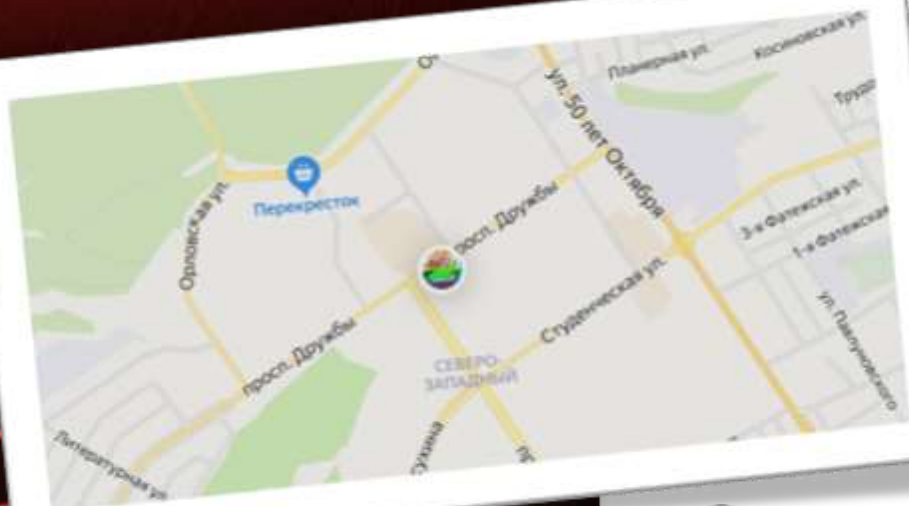 Планерная ул.
Косиновская ул.
ул. 50 лет Октября
Перекресток
Орловская ул.
просп. Дружбы
3-я Фатежская ул.
1-я Фатежская
Студенческая ул.
ул. Павлуновского
просп. Дружбы
СЕВЕРО-
ЗАПАДНЫЙ
Литературная ул.